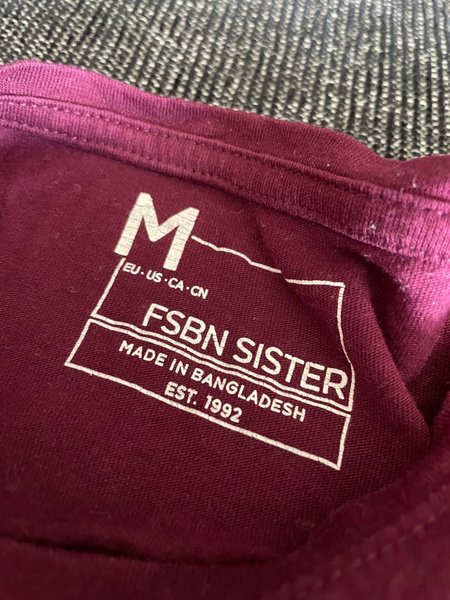 M
EU·US·CA·CN
FSBN SISTER
MADE IN BANGLADESH
EST. 1992